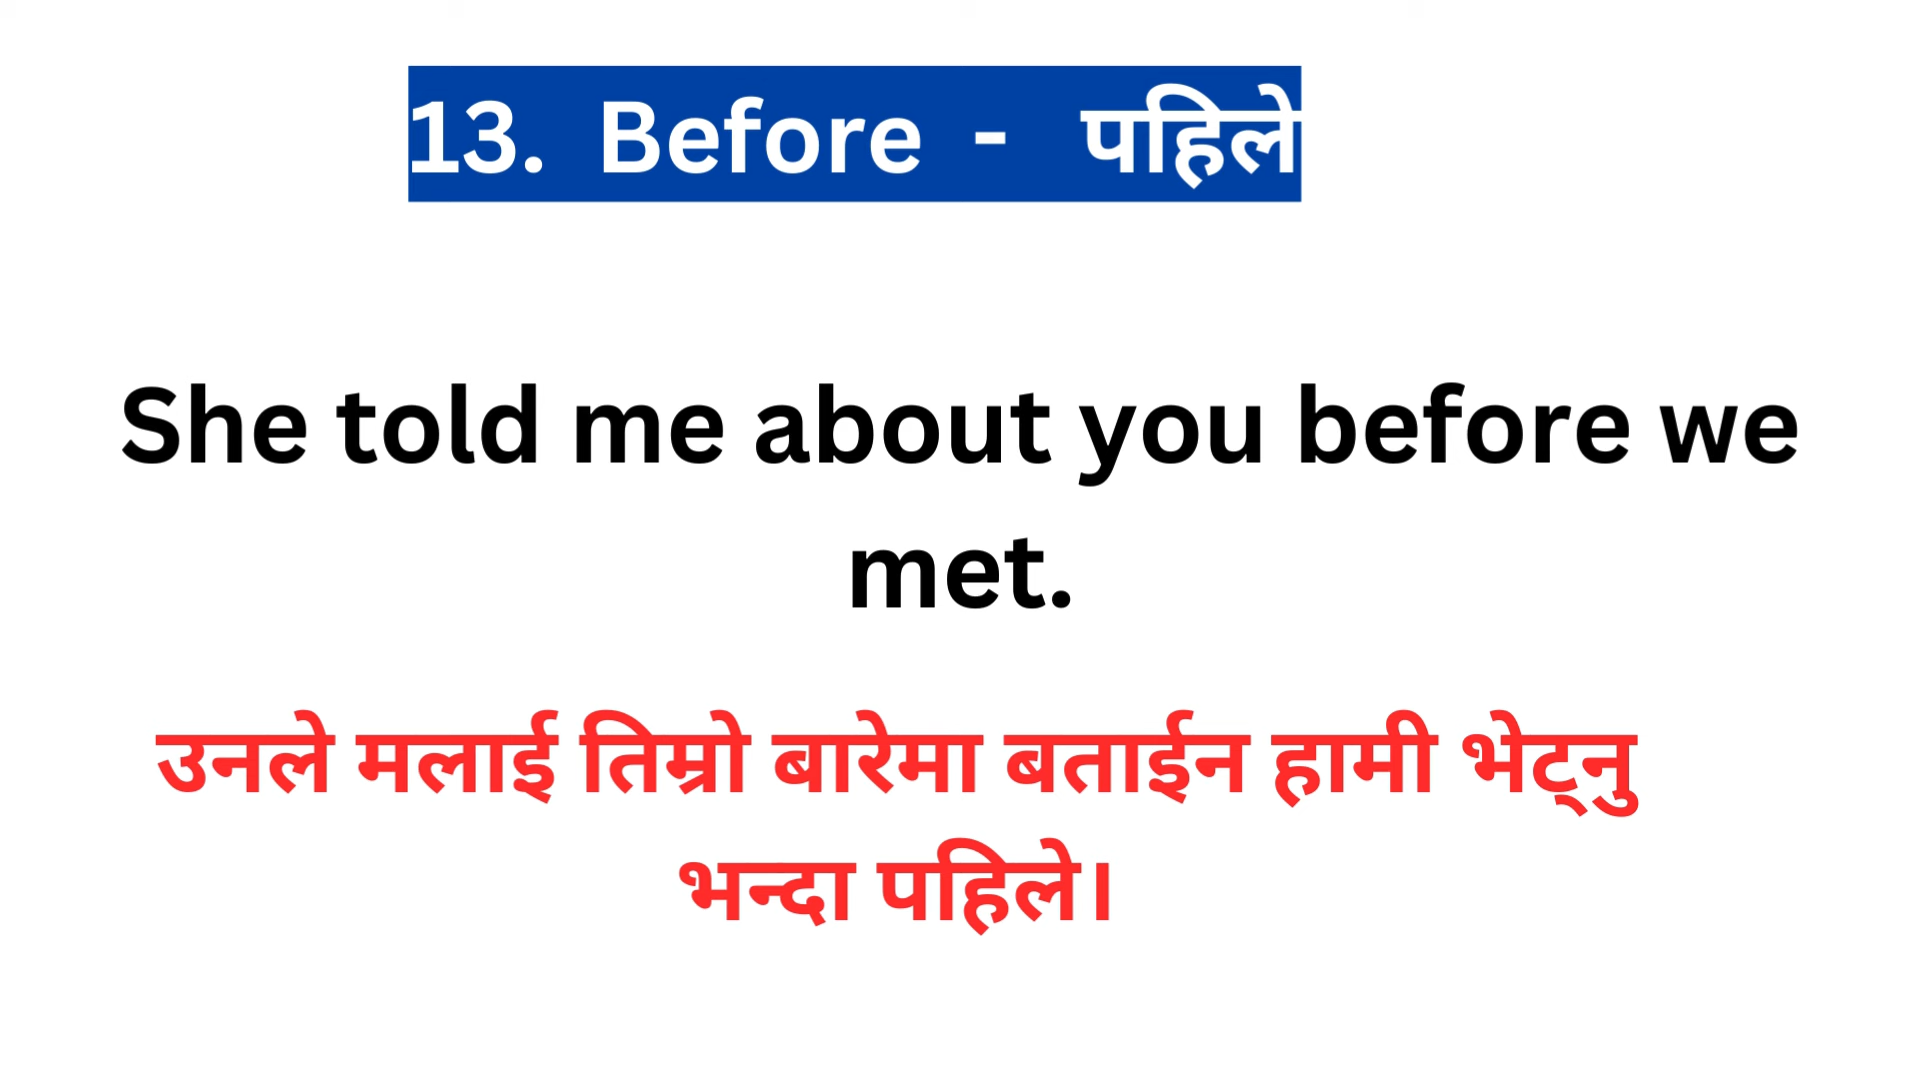 13. Before - पहिले
She told me about you before we
met.
उनले मलाई तिम्रो बारेमा बताईन हामी भेट्नु
भन्दा पहिले।